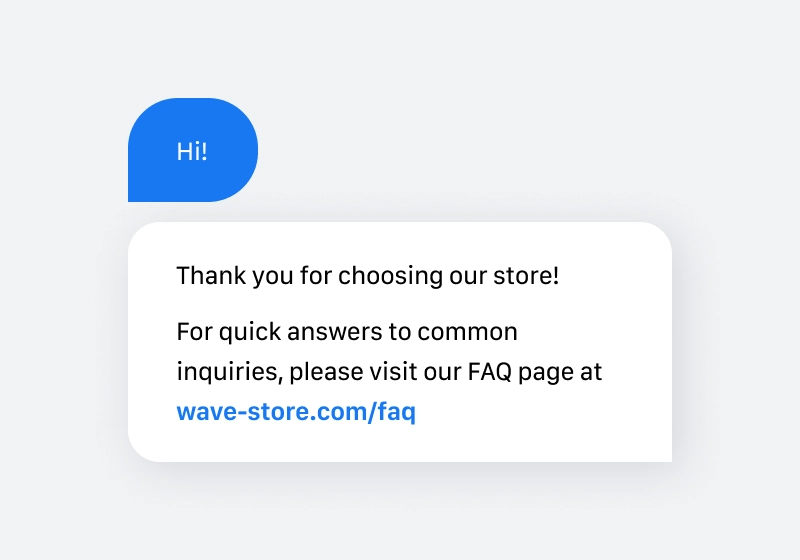 Hi!
Thank you for choosing our store!
For quick answers to common
inquiries, please visit our FAQ page at
wave-store.com/faq